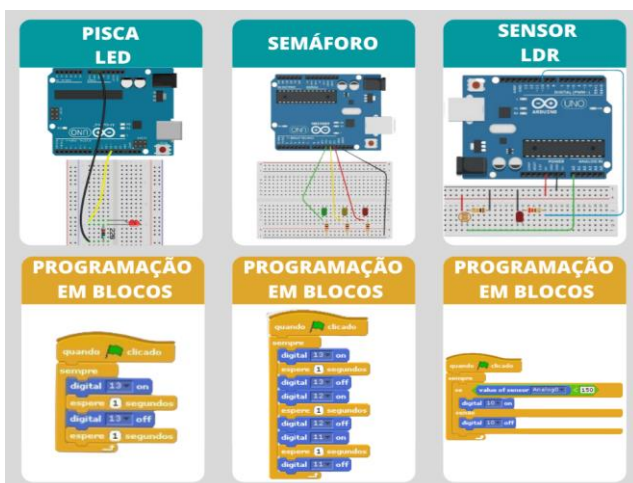 PISCA
LED
SEMÁFORO
SENSOR
LDR
UNO
ARDUINO
PROGRAMAÇÃO
EM BLOCOS
quando clicado
sempre
digital 13 on
espere 1 segundos
digital 13 off
espere 1 segundos
PROGRAMAÇÃO
EM BLOCOS
quando clicado
sempre
digital 13 on
espere 1 segundos
digital 13 off
digital 12 on
espere 1 segundos
digital 12 off
digital 11 on
espere 1 segundos
digital 11 off
PROGRAMAÇÃO
EM BLOCOS
quando clicado
sempre
se value of sensor Analog0 < 150
digital 10 on
senão
digital 10 off